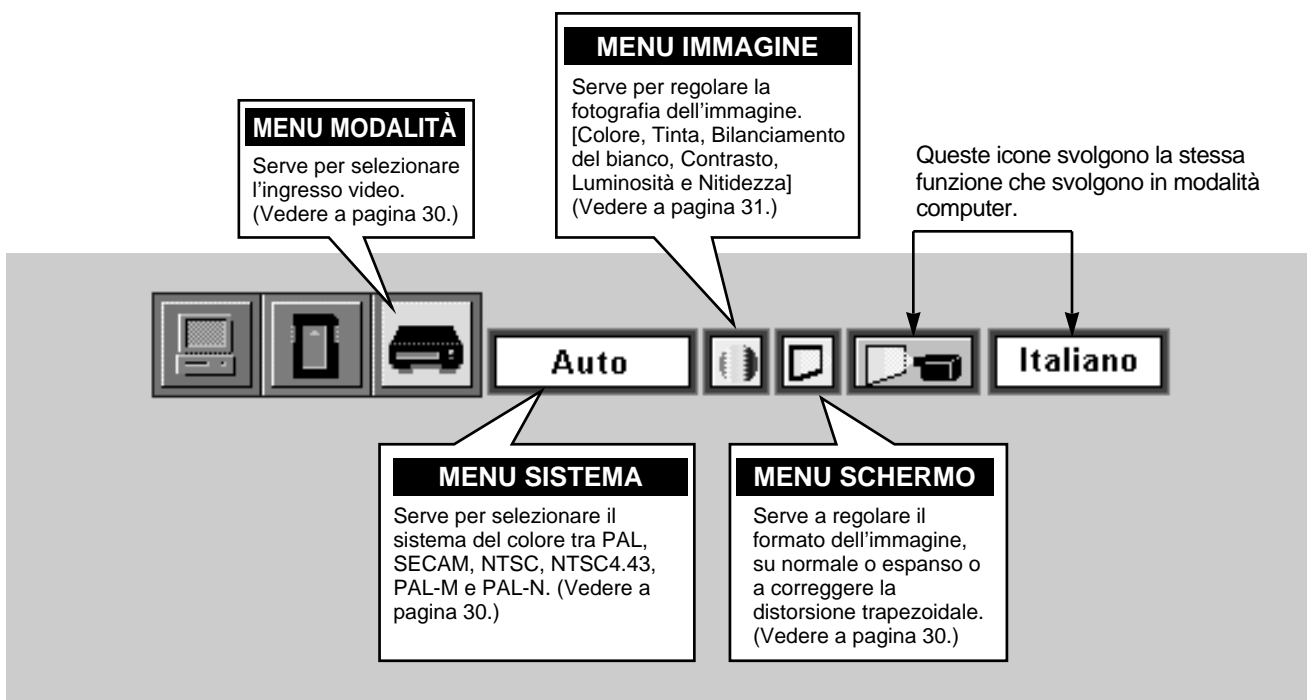 MENU IMMAGINE
Serve per regolare la
fotografia dell'immagine.
[Colore, Tinta, Bilanciamento
del bianco, Contrasto,
Luminosità e Nitidezza]
(Vedere a pagina 31.)
MENU MODALITÀ
Serve per selezionare
l'ingresso video.
(Vedere a pagina 30.)
Queste icone svolgono la stessa
funzione che svolgono in modalità
computer.
Auto
Italiano
MENU SISTEMA
Serve per selezionare il
sistema del colore tra PAL,
SECAM, NTSC, NTSC4.43,
PAL-M e PAL-N. (Vedere a
pagina 30.)
MENU SCHERMO
Serve a regolare il
formato dell'immagine,
su normale o espanso o
a correggere la
distorsione trapezoidale.
(Vedere a pagina 30.)